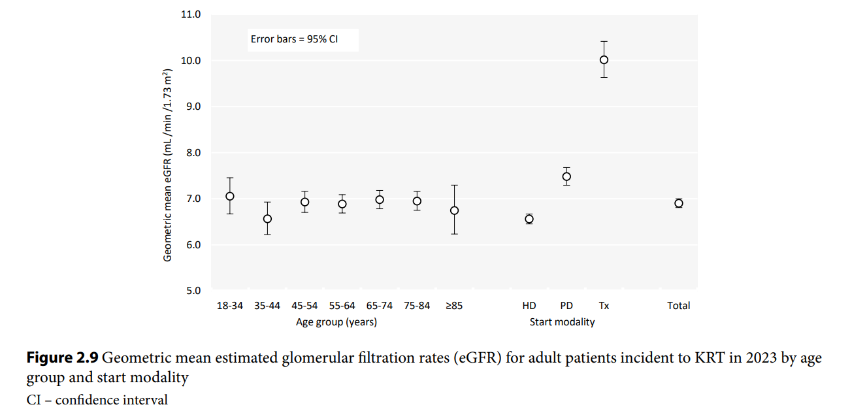 11.0
Error bars = 95% CI
10.0
9.0
8.0
7.0
6.0
5.0
Geometric mean eGFR (mL/min/1.73 m²)
18-34 35-44 45-54 55-64 65-74 75-84 ≥85 HD PD Tx Total
Age group (years) Start modality
Figure 2.9 Geometric mean estimated glomerular filtration rates (eGFR) for adult patients incident to KRT in 2023 by age
group and start modality
CI – confidence interval